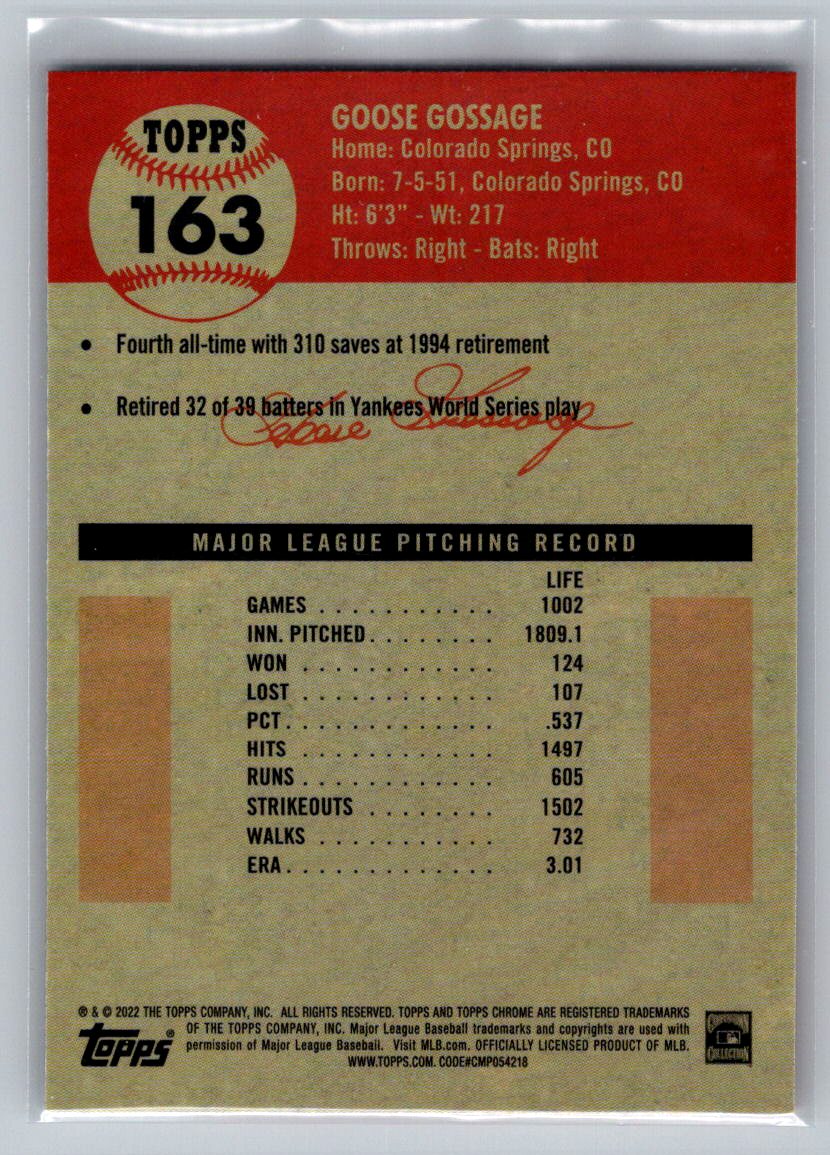 TOPPS
163
GOOSE GOSSAGE
Home: Colorado Springs, CO
Born: 7-5-51, Colorado Springs, CO
Ht: 6'3" - Wt: 217
Throws: Right - Bats: Right
• Fourth all-time with 310 saves at 1994 retirement
• Retired 32 of 39 batters in Yankees World Series play
MAJOR LEAGUE PITCHING RECORD
LIFE
GAMES . . . . . . . . . . . 1002
INN. PITCHED. . . . . . . . 1809.1
WON . . . . . . . . . . . . 124
LOST . . . . . . . . . . . . 107
PCT. . . . . . . . . . . . . .537
HITS . . . . . . . . . . . . 1497
RUNS . . . . . . . . . . . . 605
STRIKEOUTS . . . . . . . . 1502
WALKS . . . . . . . . . . . 732
ERA. . . . . . . . . . . . . 3.01
® & © 2022 THE TOPPS COMPANY, INC. ALL RIGHTS RESERVED. TOPPS AND TOPPS CHROME ARE REGISTERED TRADEMARKS
OF THE TOPPS COMPANY, INC. Major League Baseball trademarks and copyrights are used with
permission of Major League Baseball. Visit MLB.com. OFFICIALLY LICENSED PRODUCT OF MLB.
WWW.TOPPS.COM. CODE#CMP054218
topps®
COLLECTION